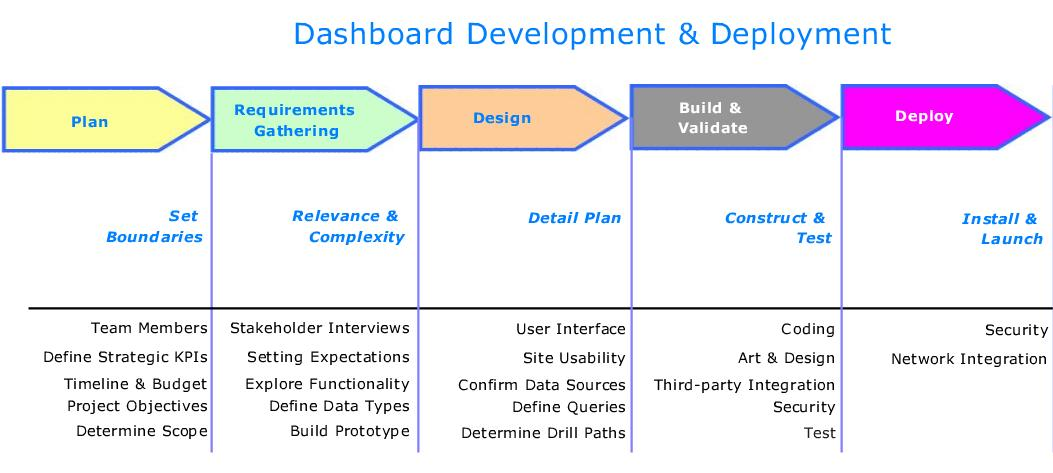 Dashboard Development & Deployment
Plan
Requirements
Gathering
Design
Build &
Validate
Deploy
Set
Boundaries
Relevance &
Complexity
Detail Plan
Construct &
Test
Install &
Launch
Team Members
Define Strategic KPIs
Timeline & Budget
Project Objectives
Determine Scope
Stakeholder Interviews
Setting Expectations
Explore Functionality
Define Data Types
Build Prototype
User Interface
Site Usability
Confirm Data Sources
Define Queries
Determine Drill Paths
Coding
Art & Design
Third-party Integration
Security
Test
Security
Network Integration